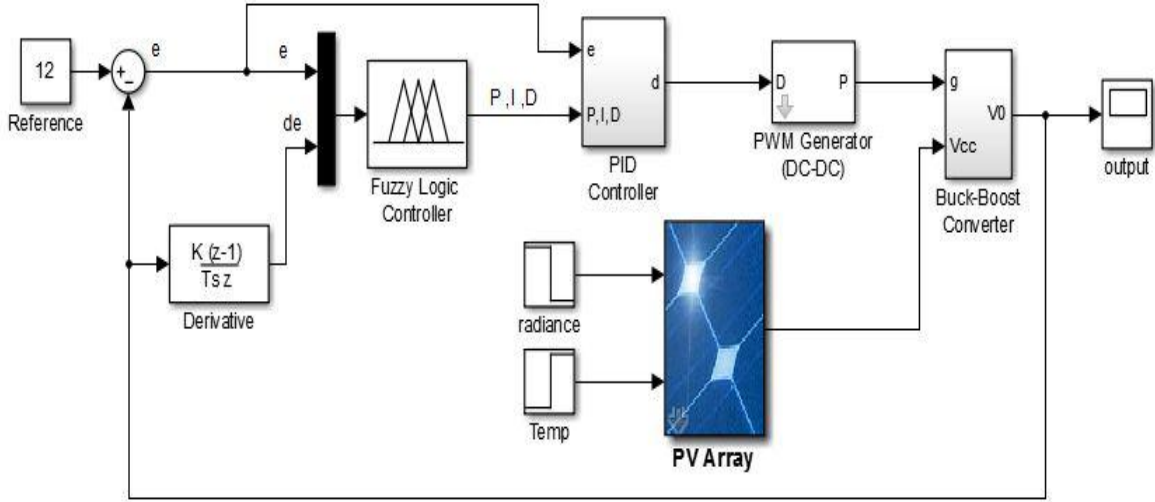 12
Reference
+
−
e
e
de
K (z-1)
Ts z
Derivative
Fuzzy Logic
Controller
P ,I ,D
e
P, I, D
d
PID
Controller
D
P
PWM Generator
(DC-DC)
g
Vcc
V0
Buck-Boost
Converter
output
radiance
Temp
PV Array